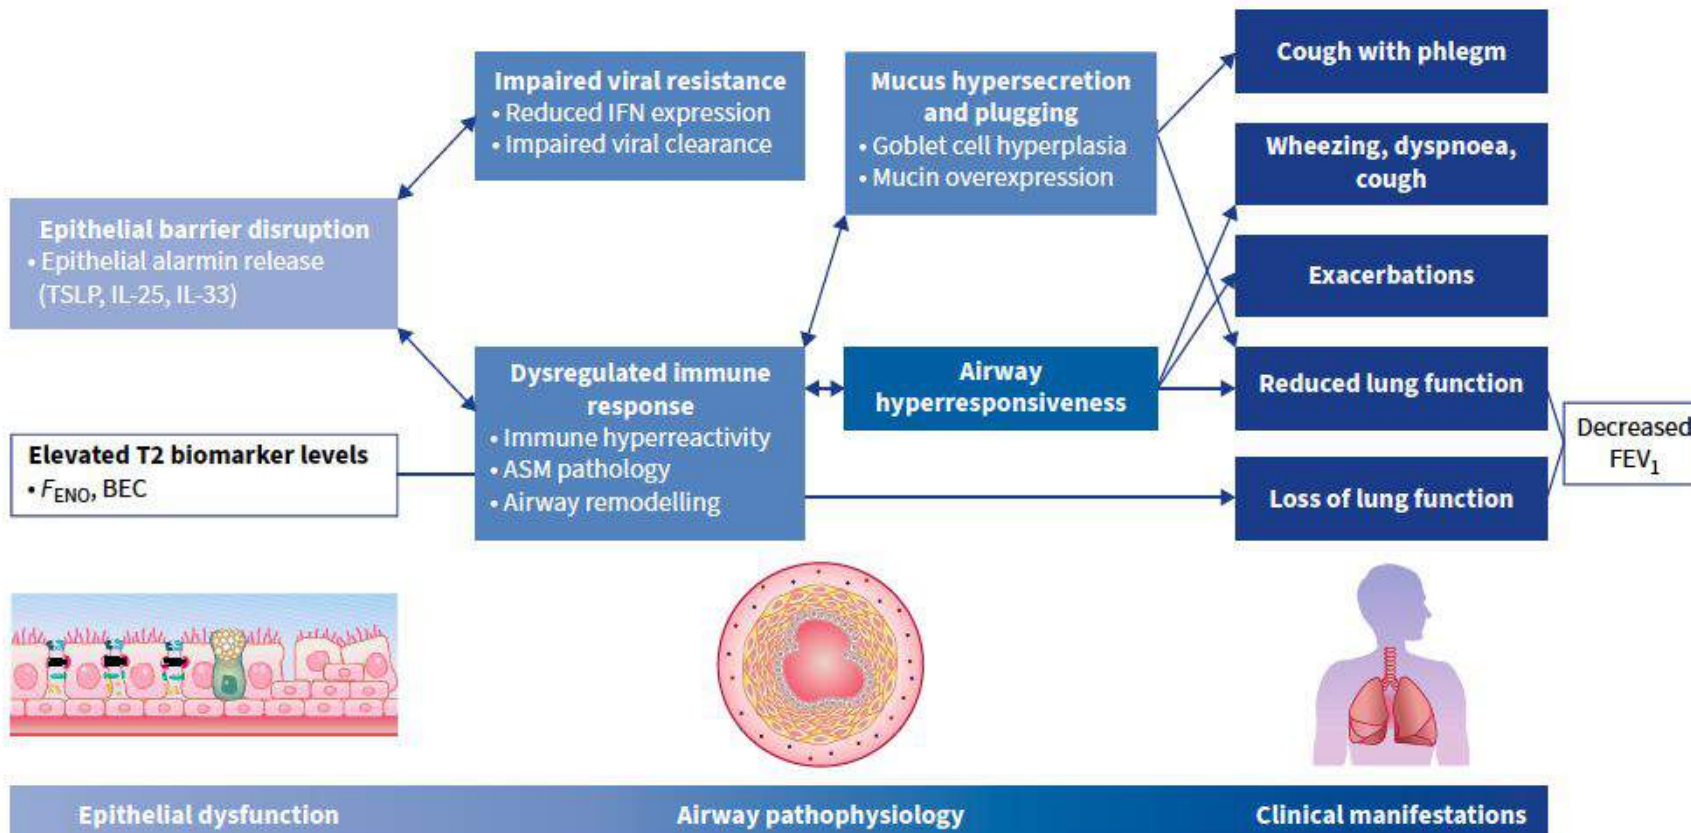 Impaired viral resistance
• Reduced IFN expression
• Impaired viral clearance
Mucus hypersecretion
and plugging
• Goblet cell hyperplasia
• Mucin overexpression
Cough with phlegm
Wheezing, dyspnoea,
cough
Epithelial barrier disruption
• Epithelial alarmin release
(TSLP, IL-25, IL-33)
Exacerbations
Dysregulated immune
response
• Immune hyperreactivity
• ASM pathology
• Airway remodelling
Airway
hyperresponsiveness
Reduced lung function
Elevated T2 biomarker levels
• FENO, BEC
Loss of lung function
Decreased
FEV1
Epithelial dysfunction
Airway pathophysiology
Clinical manifestations